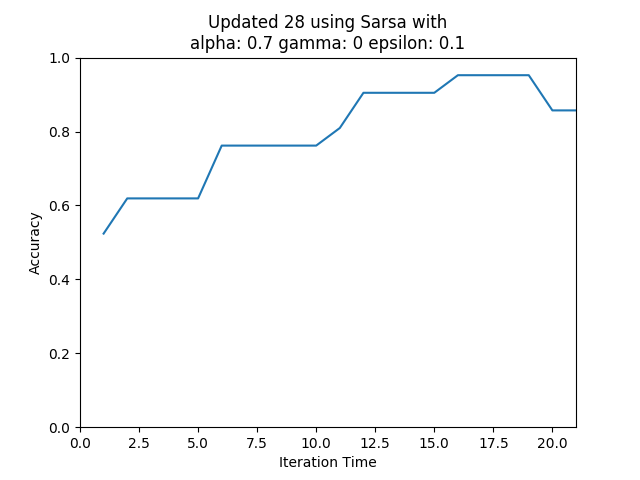 Updated 28 using Sarsa with
alpha: 0.7 gamma: 0 epsilon: 0.1
1.0
0.8
0.6
0.4
0.2
0.0
Accuracy
0.0 2.5 5.0 7.5 10.0 12.5 15.0 17.5 20.0
Iteration Time